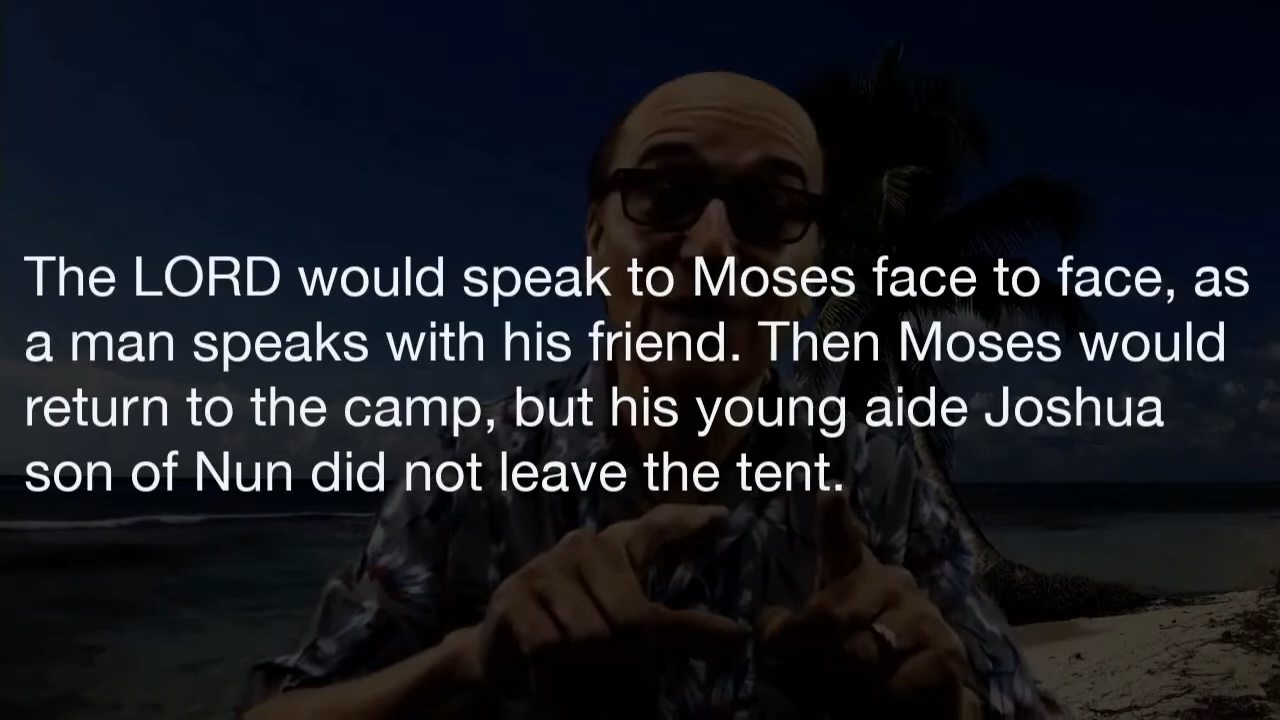 The LORD would speak to Moses face to face, as
a man speaks with his friend. Then Moses would
return to the camp, but his young aide Joshua
son of Nun did not leave the tent.